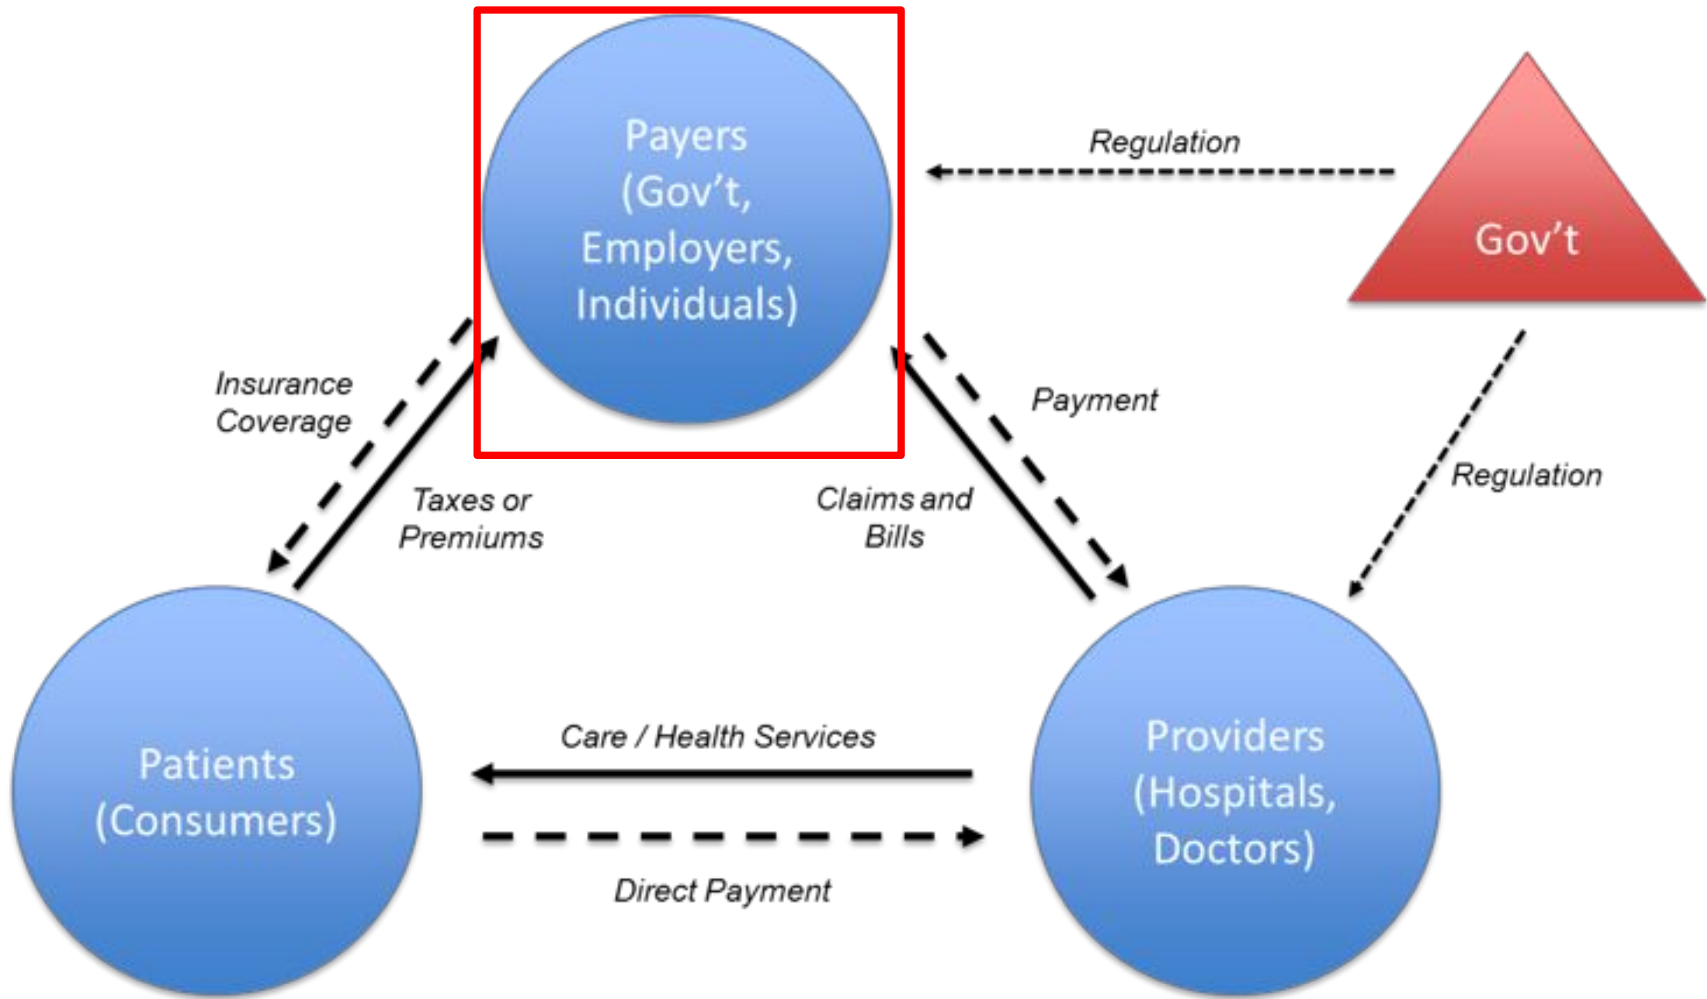 Payers
(Gov't,
Employers,
Individuals)
Regulation
Gov't
Insurance
Coverage
Taxes or
Premiums
Claims and
Bills
Payment
Regulation
Patients
(Consumers)
Care / Health Services
Direct Payment
Providers
(Hospitals,
Doctors)